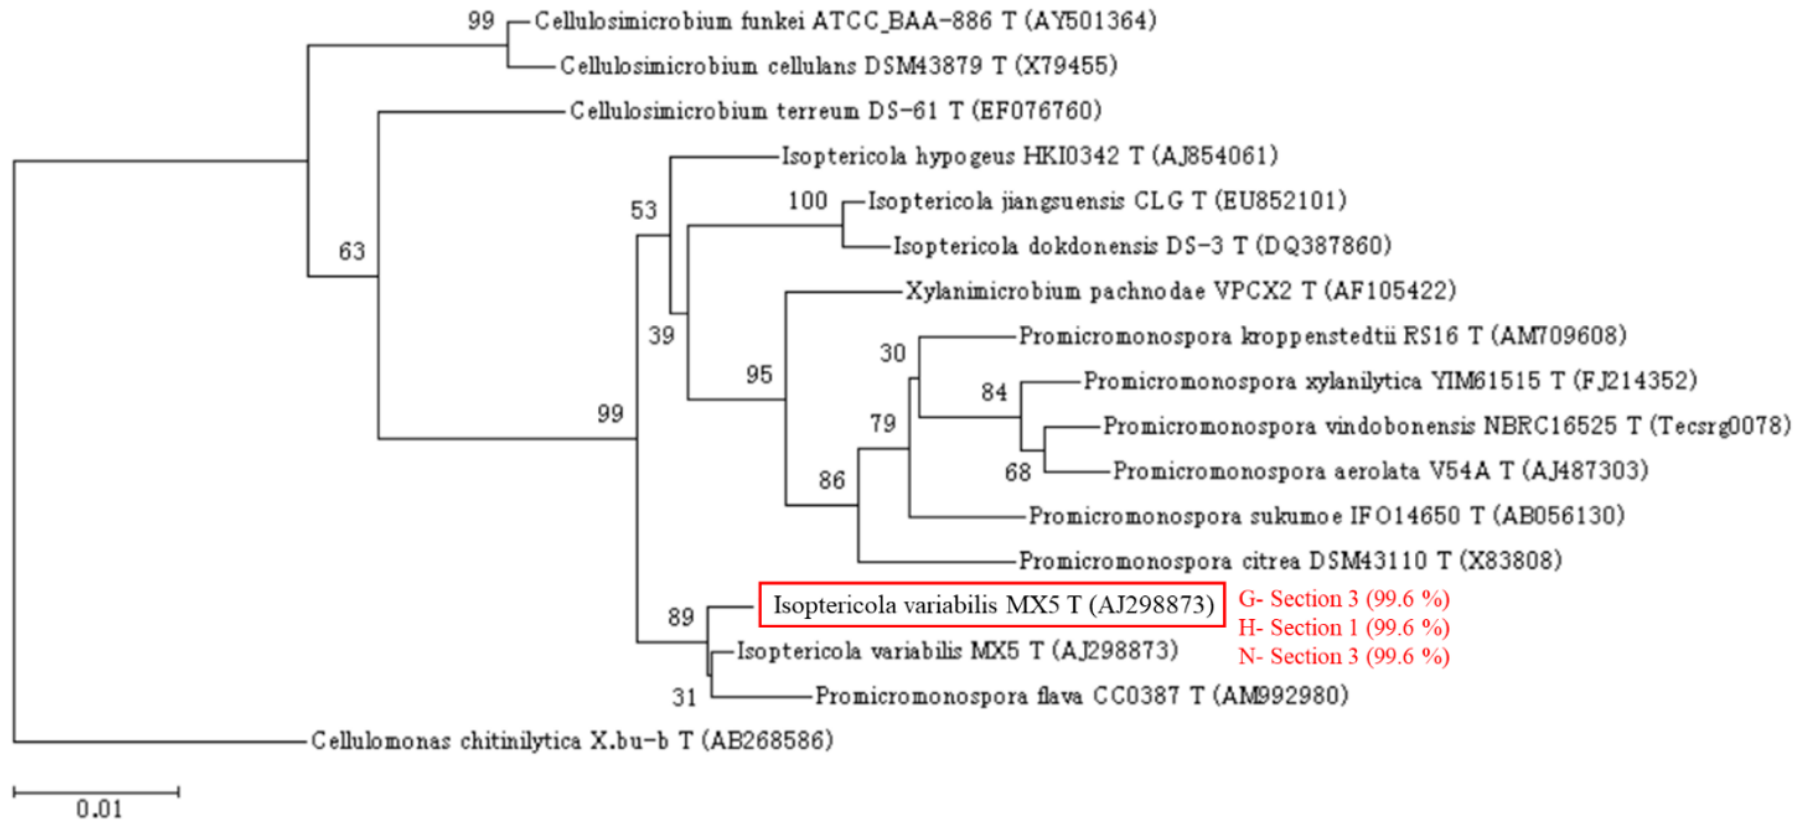 99
Cellulosimicrobium funkei ATCC_BAA-886 T (AY501364)
Cellulosimicrobium cellulans DSM43879 T (X79455)
Cellulosimicrobium terreum DS-61 T (EF076760)
Isoptericola hypogeus HKI0342 T (AJ854061)
100
Isoptericola jiangsuensis CLG T (EU852101)
53
Isoptericola dokdonensis DS-3 T (DQ387860)
63
Xylanimicrobium pachnodae VPCX2 T (AF105422)
39
Promicromonospora kroppenstedtii RS16 T (AM709608)
30
95
Promicromonospora xylanilytica YIM61515 T (FJ214352)
84
99
79
Promicromonospora vindobonensis NBRC16525 T (Tecsrg0078)
68
Promicromonospora aerolata V54A T (AJ487303)
86
Promicromonospora sukumoe IFO14650 T (AB056130)
Promicromonospora citrea DSM43110 T (X83808)
Isoptericola variabilis MX5 T (AJ298873)
G- Section 3 (99.6 %)
H- Section 1 (99.6 %)
N- Section 3 (99.6 %)
89
Isoptericola variabilis MX5 T (AJ298873)
31
Promicromonospora flava CC0387 T (AM992980)
Cellulomonas chitinilytica X.bu-b T (AB268586)
0.01